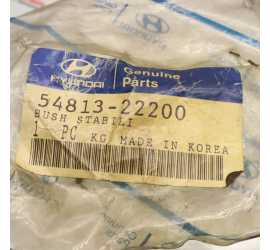 HYUNDAI
Genuine
Parts
54813-22200
BUSH STABILI
1 PC KG MADE IN KOREA